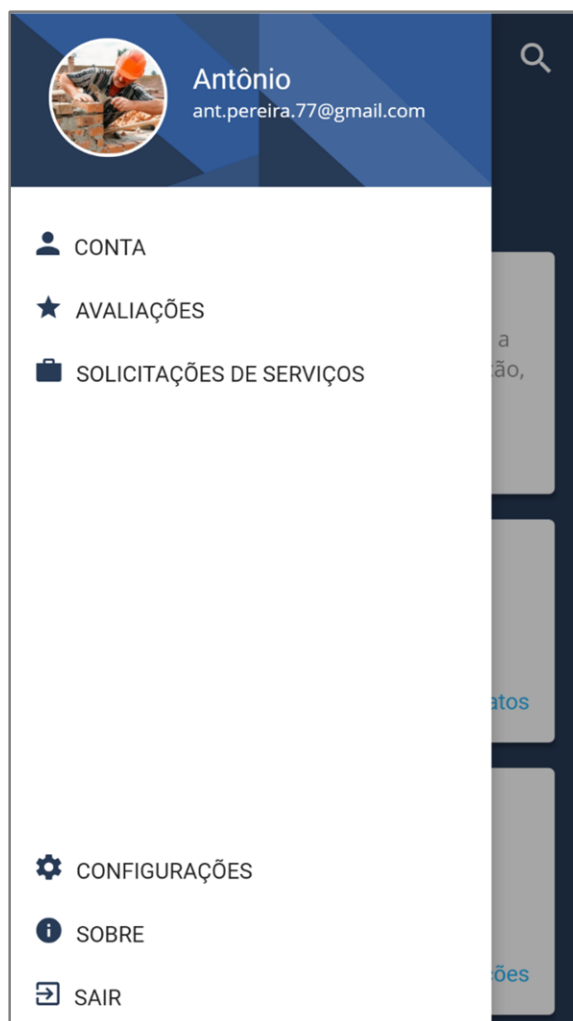 Antônio
ant.pereira.77@gmail.com
CONTA
AVALIAÇÕES
SOLICITAÇÕES DE SERVIÇOS
a
CONFIGURAÇÕES
SOBRE
SAIR